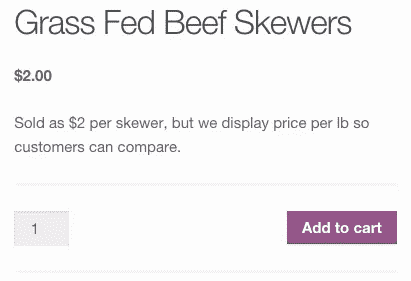 Grass Fed Beef Skewers
$2.00
Sold as $2 per skewer, but we display price per lb so
customers can compare.
1
Add to cart